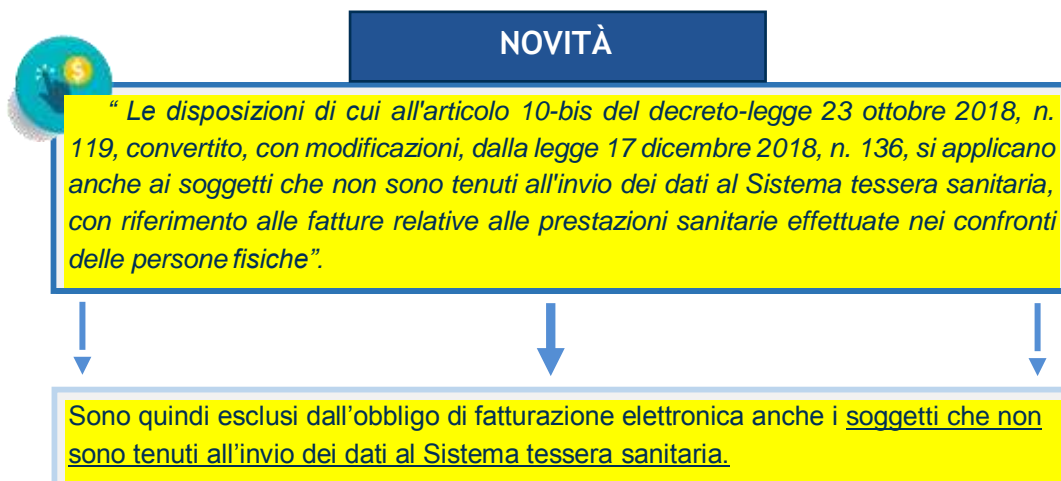 NOVITÀ
“ Le disposizioni di cui all'articolo 10-bis del decreto-legge 23 ottobre 2018, n.
119, convertito, con modificazioni, dalla legge 17 dicembre 2018, n. 136, si applicano
anche ai soggetti che non sono tenuti all'invio dei dati al Sistema tessera sanitaria,
con riferimento alle fatture relative alle prestazioni sanitarie effettuate nei confronti
delle persone fisiche”.
Sono quindi esclusi dall’obbligo di fatturazione elettronica anche i soggetti che non
sono tenuti all’invio dei dati al Sistema tessera sanitaria.